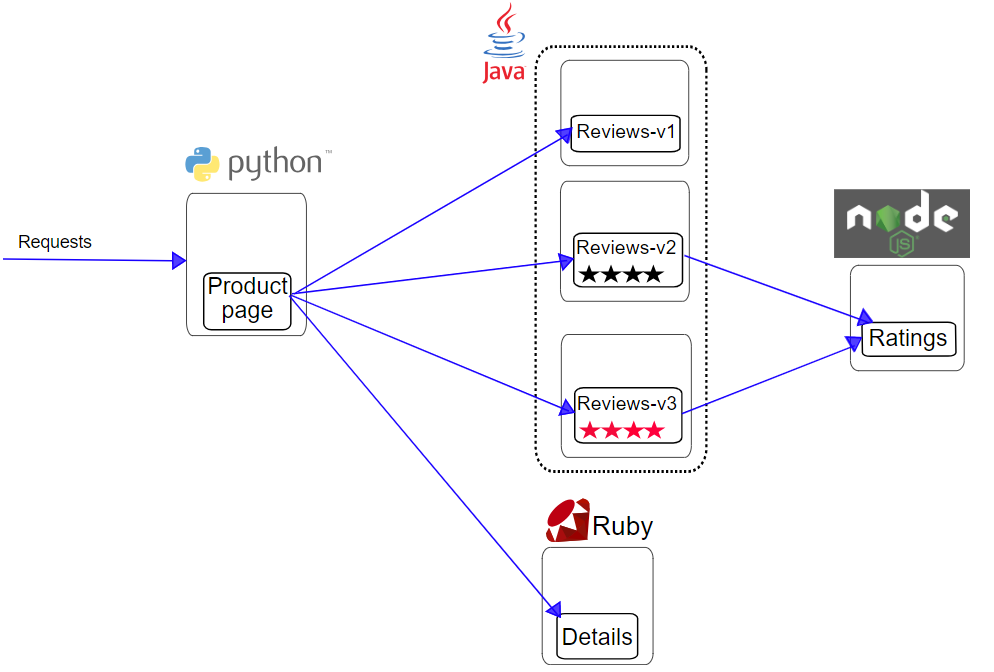 Java
Reviews-v1
python™
Requests
Product
page
Reviews-v2
node
JS
Ratings
Reviews-v3
Ruby
Details